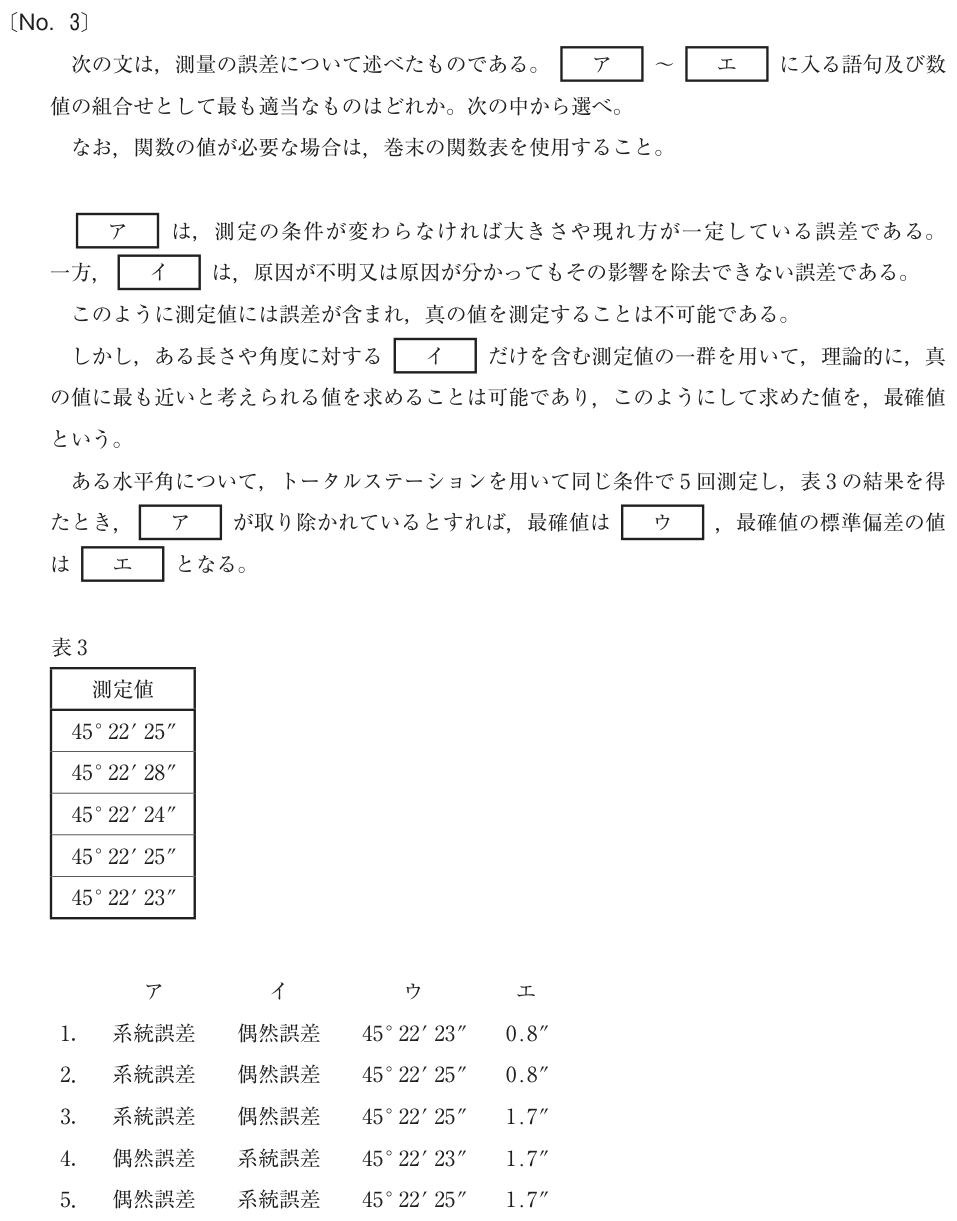 〔No. 3〕
次の文は，測量の誤差について述べたものである。 ア ～ エ に入る語句及び数
値の組合せとして最も適当なものはどれか。次の中から選べ。
なお，関数の値が必要な場合は，巻末の関数表を使用すること。
ア は，測定の条件が変わらなければ大きさや現れ方が一定している誤差である。
一方， イ は，原因が不明又は原因が分かってもその影響を除去できない誤差である。
このように測定値には誤差が含まれ，真の値を測定することは不可能である。
しかし，ある長さや角度に対する イ だけを含む測定値の一群を用いて，理論的に，真
の値に最も近いと考えられる値を求めることは可能であり，このようにして求めた値を，最確値
という。
ある水平角について，トータルステーションを用いて同じ条件で5回測定し，表3の結果を得
たとき， ア が取り除かれているとすれば，最確値は ウ ，最確値の標準偏差の値
は エ となる。
表3
測定値
45° 22′ 25″
45° 22′ 28″
45° 22′ 24″
45° 22′ 25″
45° 22′ 23″
ア イ ウ エ
1. 系統誤差 偶然誤差 45° 22′ 23″ 0.8″
2. 系統誤差 偶然誤差 45° 22′ 25″ 0.8″
3. 系統誤差 偶然誤差 45° 22′ 25″ 1.7″
4. 偶然誤差 系統誤差 45° 22′ 23″ 1.7″
5. 偶然誤差 系統誤差 45° 22′ 25″ 1.7″